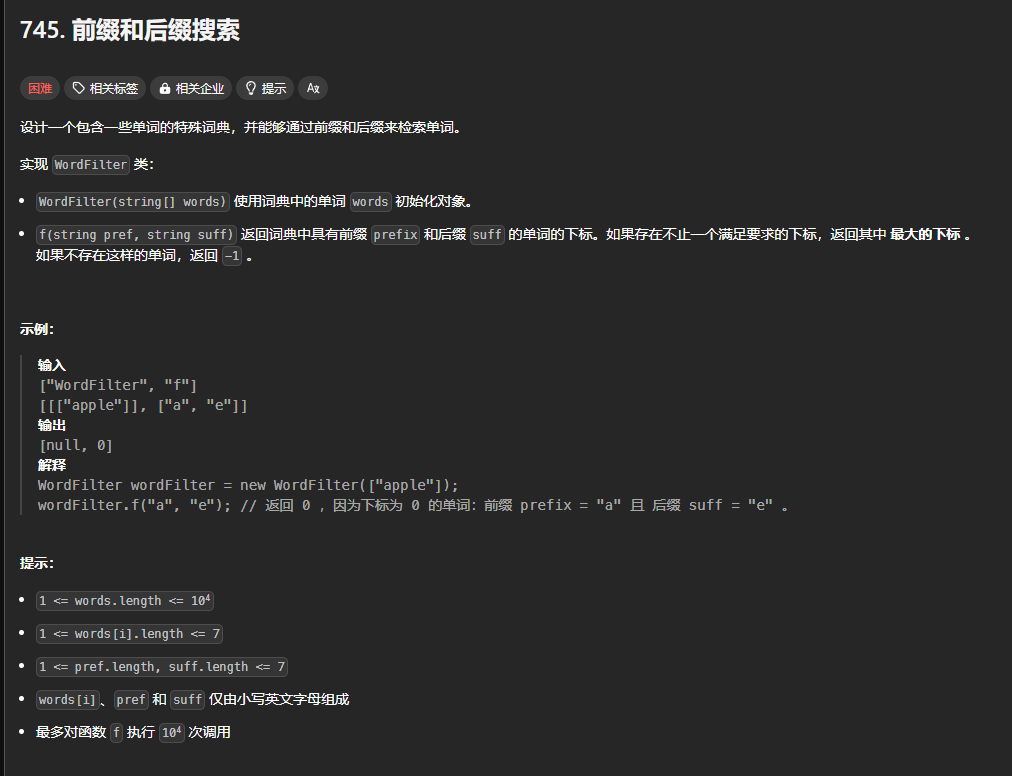 745. 前缀和后缀搜索
困难 相关标签 相关企业 提示 Ax
设计一个包含一些单词的特殊词典，并能够通过前缀和后缀来检索单词。
实现 WordFilter 类：
• WordFilter(string[] words) 使用词典中的单词 words 初始化对象。
• f(string pref, string suff) 返回词典中具有前缀 prefix 和后缀 suff 的单词的下标。如果存在不止一个满足要求的下标，返回其中 最大的下标 。
如果不存在这样的单词，返回 -1 。
示例：
输入
["WordFilter", "f"]
[[["apple"]], ["a", "e"]]
输出
[null, 0]
解释
WordFilter wordFilter = new WordFilter(["apple"]);
wordFilter.f("a", "e"); // 返回 0 ，因为下标为 0 的单词：前缀 prefix = "a" 且 后缀 suff = "e" 。
提示：
• 1 <= words.length <= 10⁴
• 1 <= words[i].length <= 7
• 1 <= pref.length, suff.length <= 7
• words[i]、pref 和 suff 仅由小写英文字母组成
• 最多对函数 f 执行 10⁴ 次调用